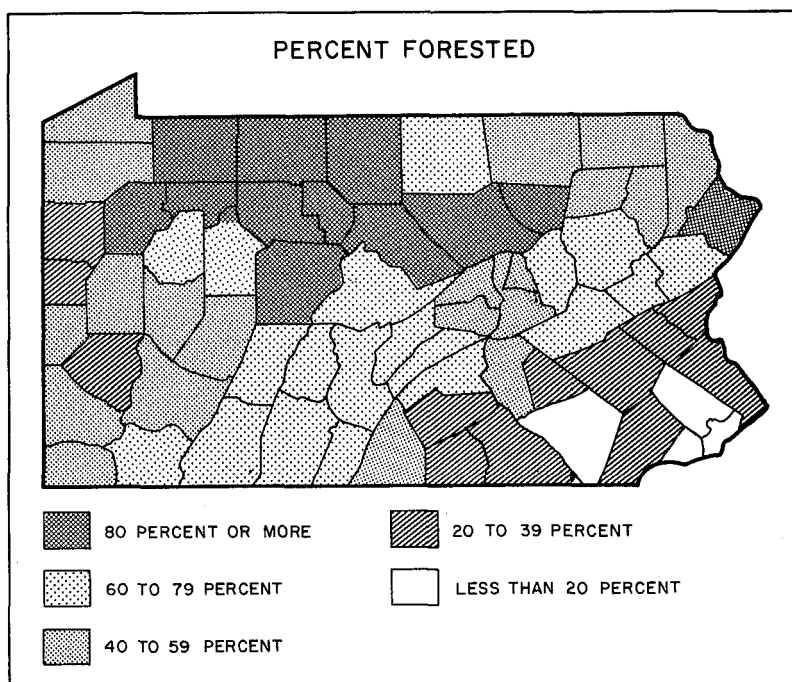 PERCENT FORESTED
80 PERCENT OR MORE
60 TO 79 PERCENT
40 TO 59 PERCENT
20 TO 39 PERCENT
LESS THAN 20 PERCENT